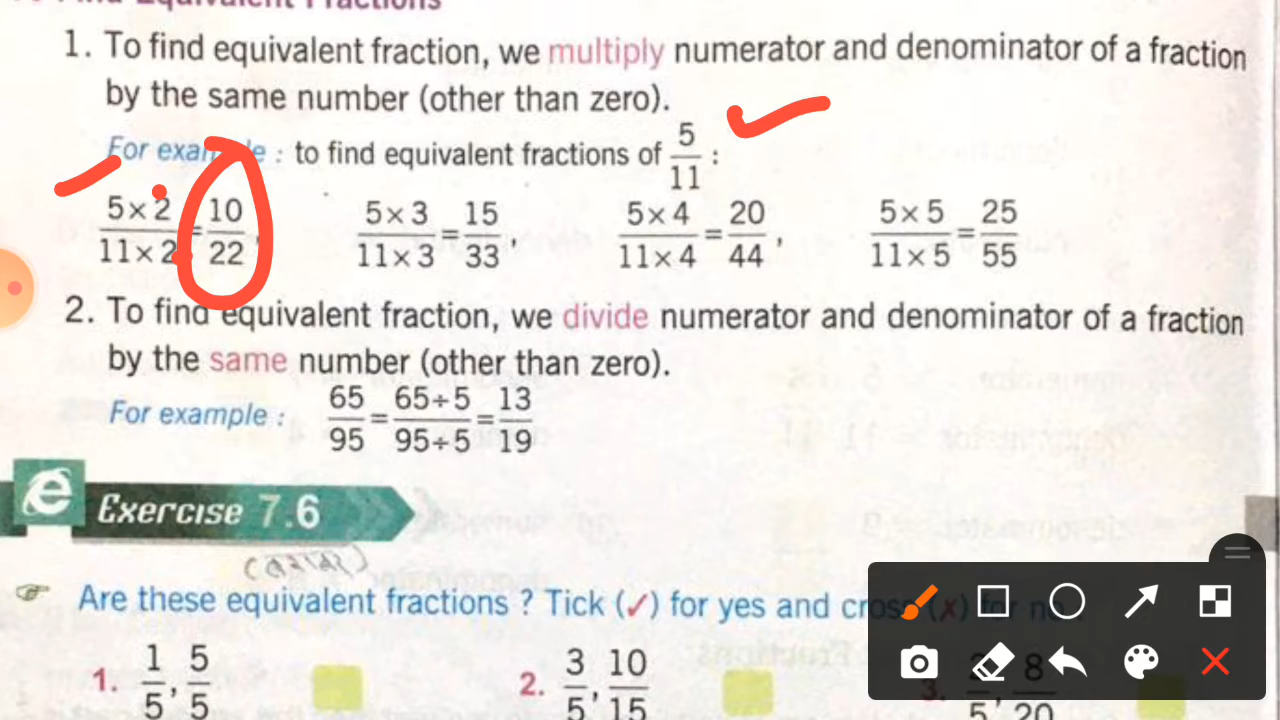 1. To find equivalent fraction, we multiply numerator and denominator of a fraction
by the same number (other than zero).
For example : to find equivalent fractions of 5/11 :
5×2/11×2 = 10/22, 5×3/11×3 = 15/33, 5×4/11×4 = 20/44, 5×5/11×5 = 25/55
2. To find equivalent fraction, we divide numerator and denominator of a fraction
by the same number (other than zero).
For example : 65/95 = 65÷5/95÷5 = 13/19
e Exercise 7.6
Are these equivalent fractions ? Tick (✓) for yes and cross (✗) for no
1. 1/5, 5/5 2. 3/5, 10/15 3. 2/5, 8/20